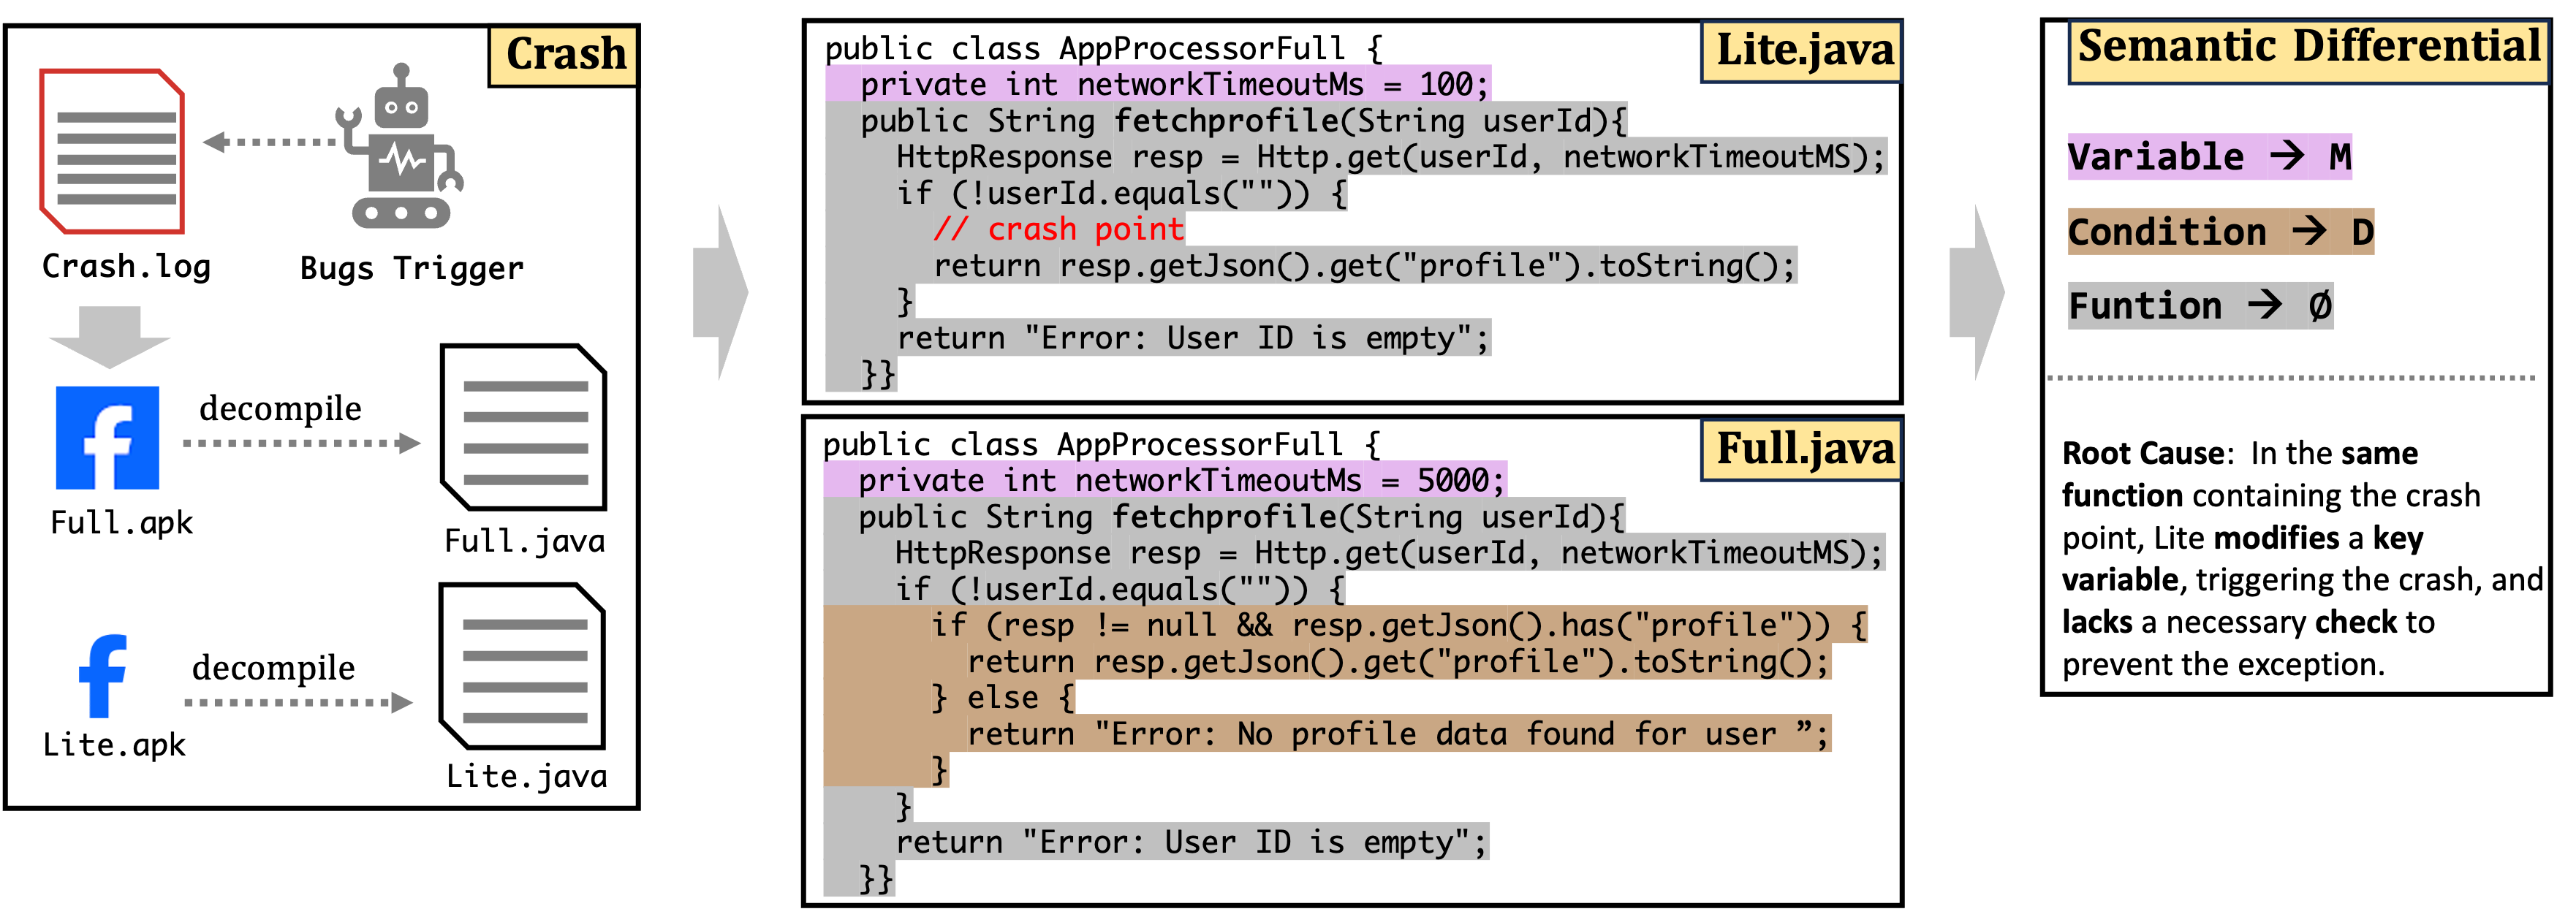 Crash
Crash.log
Bugs Trigger
decompile
Full.apk
Full.java
decompile
Lite.apk
Lite.java
Lite.java
public class AppProcessorFull {
private int networkTimeoutMs = 100;
public String fetchprofile(String userId){
HttpResponse resp = Http.get(userId, networkTimeoutMS);
if (!userId.equals("")) {
// crash point
return resp.getJson().get("profile").toString();
}
return "Error: User ID is empty";
}}
Full.java
public class AppProcessorFull {
private int networkTimeoutMs = 5000;
public String fetchprofile(String userId){
HttpResponse resp = Http.get(userId, networkTimeoutMS);
if (!userId.equals("")) {
if (resp != null && resp.getJson().has("profile")) {
return resp.getJson().get("profile").toString();
} else {
return "Error: No profile data found for user ”;
}
}
return "Error: User ID is empty";
}}
Semantic Differential
Variable → M
Condition → D
Funtion → Ø
Root Cause: In the same
function containing the crash
point, Lite modifies a key
variable, triggering the crash, and
lacks a necessary check to
prevent the exception.